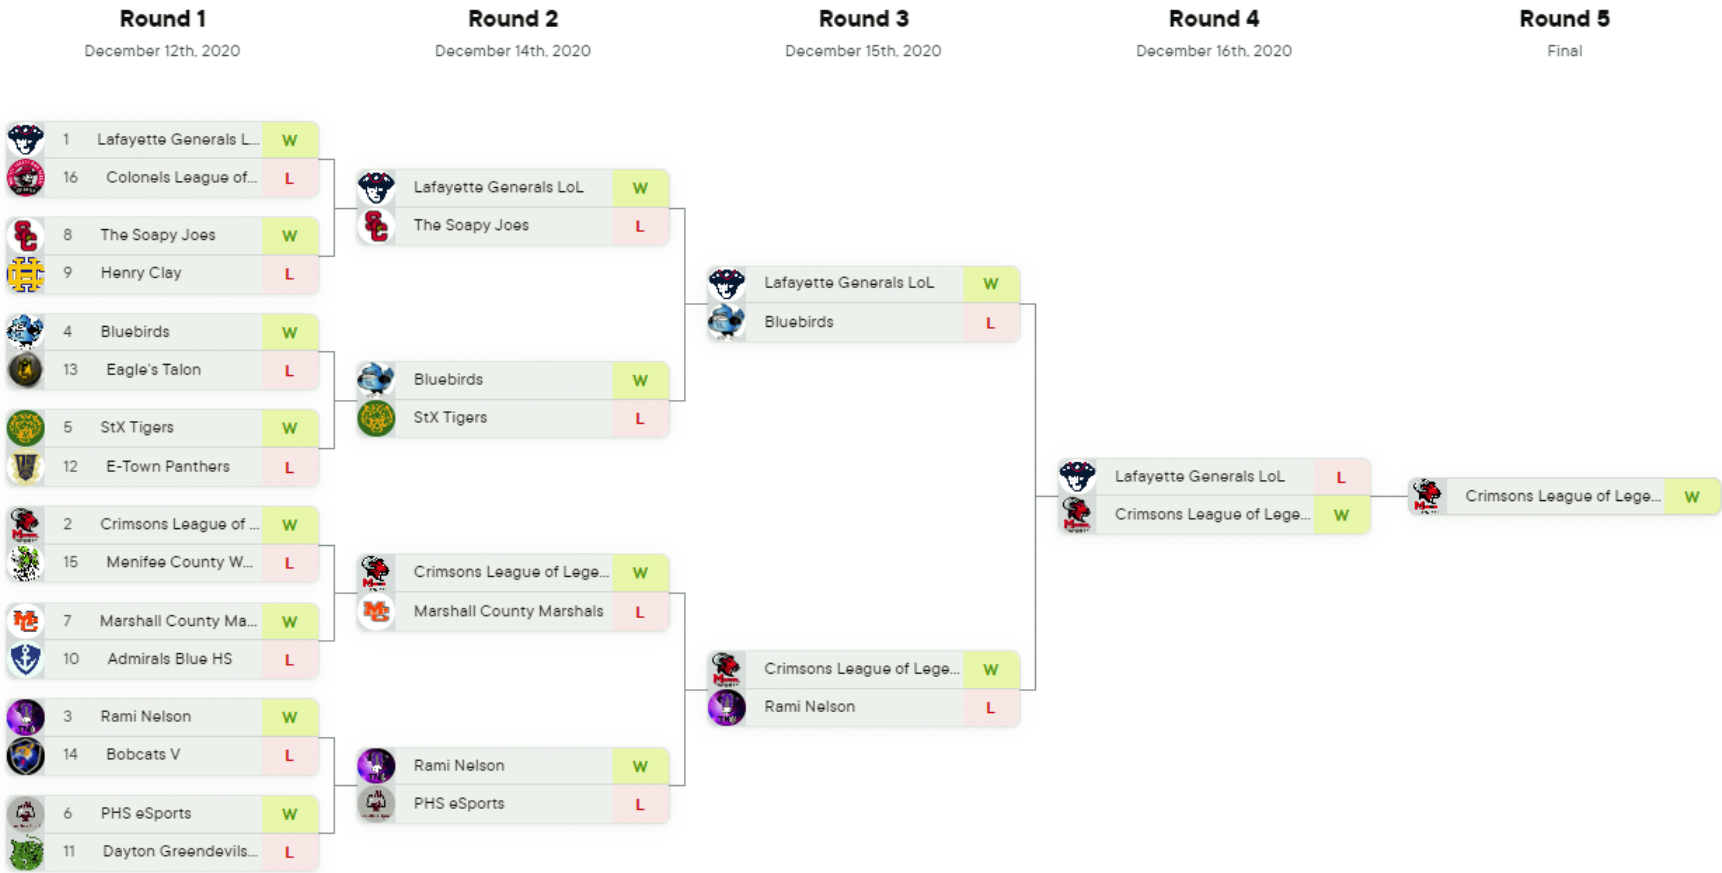 Round 1
December 12th, 2020
Round 2
December 14th, 2020
Round 3
December 15th, 2020
Round 4
December 16th, 2020
Round 5
Final
1 Lafayette Generals L... W
16 Colonels League of... L
8 The Soapy Joes W
9 Henry Clay L
4 Bluebirds W
13 Eagle's Talon L
5 StX Tigers W
12 E-Town Panthers L
2 Crimsons League of ... W
15 Menifee County W... L
7 Marshall County Ma... W
10 Admirals Blue HS L
3 Rami Nelson W
14 Bobcats V L
6 PHS eSports W
11 Dayton Greendevils... L
Lafayette Generals LoL W
The Soapy Joes L
Bluebirds W
StX Tigers L
Crimsons League of Lege... W
Marshall County Marshals L
Rami Nelson W
PHS eSports L
Lafayette Generals LoL W
Bluebirds L
Crimsons League of Lege... W
Rami Nelson L
Lafayette Generals LoL L
Crimsons League of Lege... W
Crimsons League of Lege... W